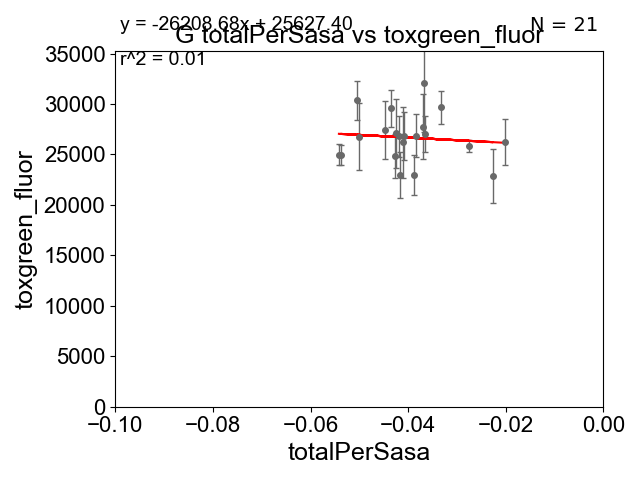 y = -26208.68x + 25627.40
N = 21
G totalPerSasa vs toxgreen_fluor
r^2 = 0.01
35000
30000
25000
20000
15000
10000
5000
0
toxgreen_fluor
−0.10 −0.08 −0.06 −0.04 −0.02 0.00
totalPerSasa